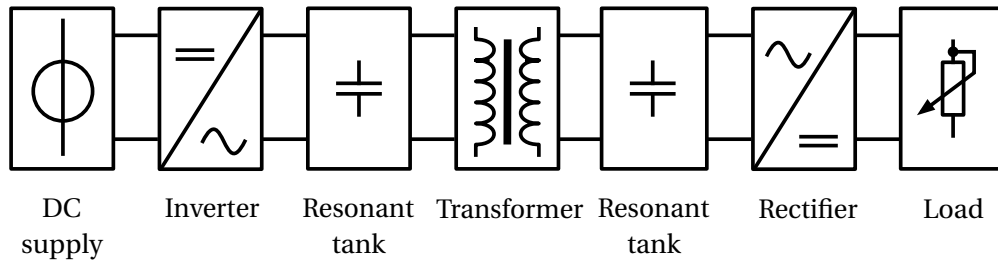 DC
supply
Inverter
Resonant
tank
Transformer
Resonant
tank
Rectifier
Load